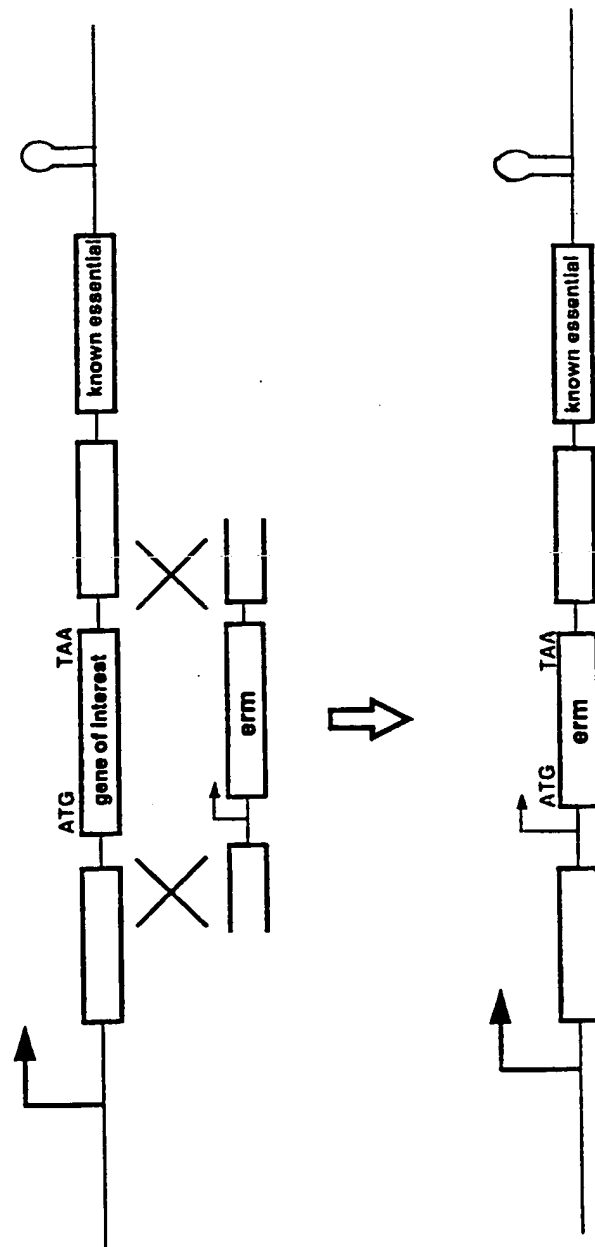 ATG
TAA
gene of interest
known essential
erm
ATG
TAA
erm
known essential